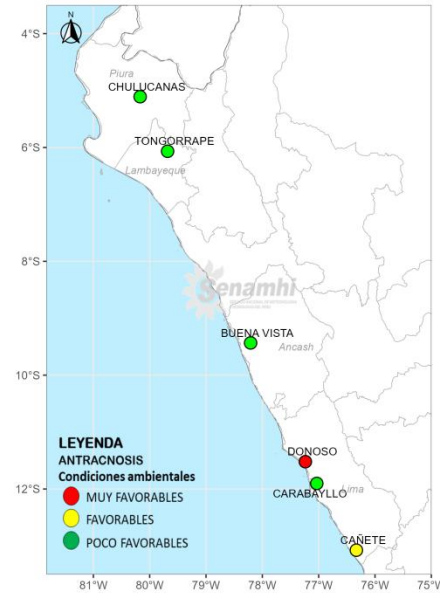 N
4°S
Piura
CHULUCANAS
6°S
TONGORRAPE
Lambayeque
8°S
Senamhi
BUENA VISTA
Ancash
10°S
DONOSO
12°S
CARABAYLLO
Lima
CAÑETE
LEYENDA
ANTRACNOSIS
Condiciones ambientales
MUY FAVORABLES
FAVORABLES
POCO FAVORABLES
81°W 80°W 79°W 78°W 77°W 76°W 75°W